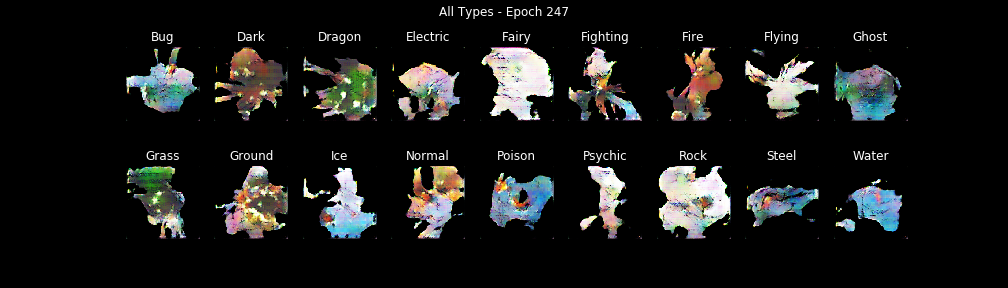 All Types - Epoch 247
Bug Dark Dragon Electric Fairy Fighting Fire Flying Ghost
Grass Ground Ice Normal Poison Psychic Rock Steel Water